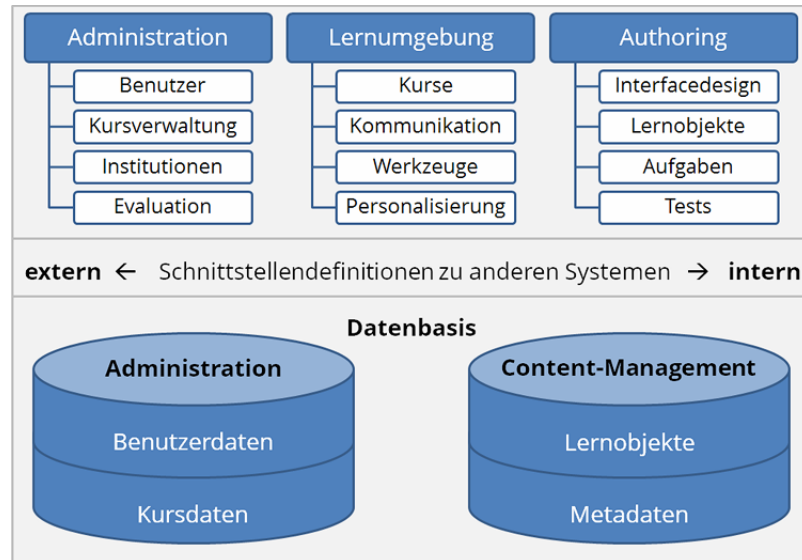 Administration
Benutzer
Kursverwaltung
Institutionen
Evaluation
Lernumgebung
Kurse
Kommunikation
Werkzeuge
Personalisierung
Authoring
Interfacedesign
Lernobjekte
Aufgaben
Tests
extern ← Schnittstellendefinitionen zu anderen Systemen → intern
Datenbasis
Administration
Benutzerdaten
Kursdaten
Content-Management
Lernobjekte
Metadaten